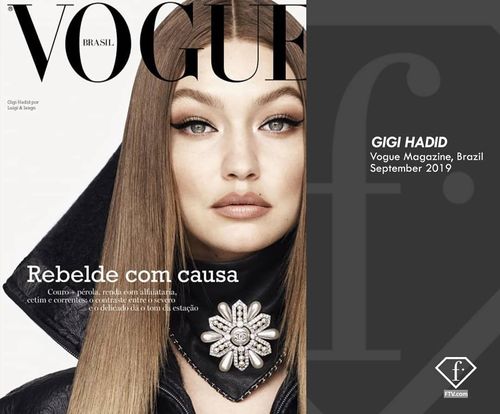 VOGUE
BRASIL
Gigi Hadid por
Luigi & Iango
Rebelde com causa
Couro + pérola, renda com alfaiataria,
cetim e correntes: o contraste entre o severo
e o delicado dá o tom da estação
GIGI HADID
Vogue Magazine, Brazil
September 2019
f
FTV.com